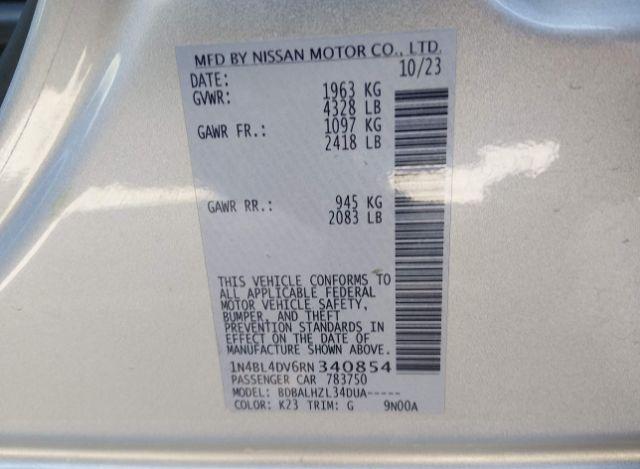 MFD BY NISSAN MOTOR CO., LTD.
DATE: 10/23
GVWR: 1963 KG
4328 LB
GAWR FR.: 1097 KG
2418 LB
GAWR RR.: 945 KG
2083 LB
THIS VEHICLE CONFORMS TO
ALL APPLICABLE FEDERAL
MOTOR VEHICLE SAFETY,
BUMPER, AND THEFT
PREVENTION STANDARDS IN
EFFECT ON THE DATE OF
MANUFACTURE SHOWN ABOVE.
1N4BL4DV6RN340854
PASSENGER CAR 783750
MODEL: BDBALHZL34DUA-----
COLOR: K23 TRIM: G 9N00A